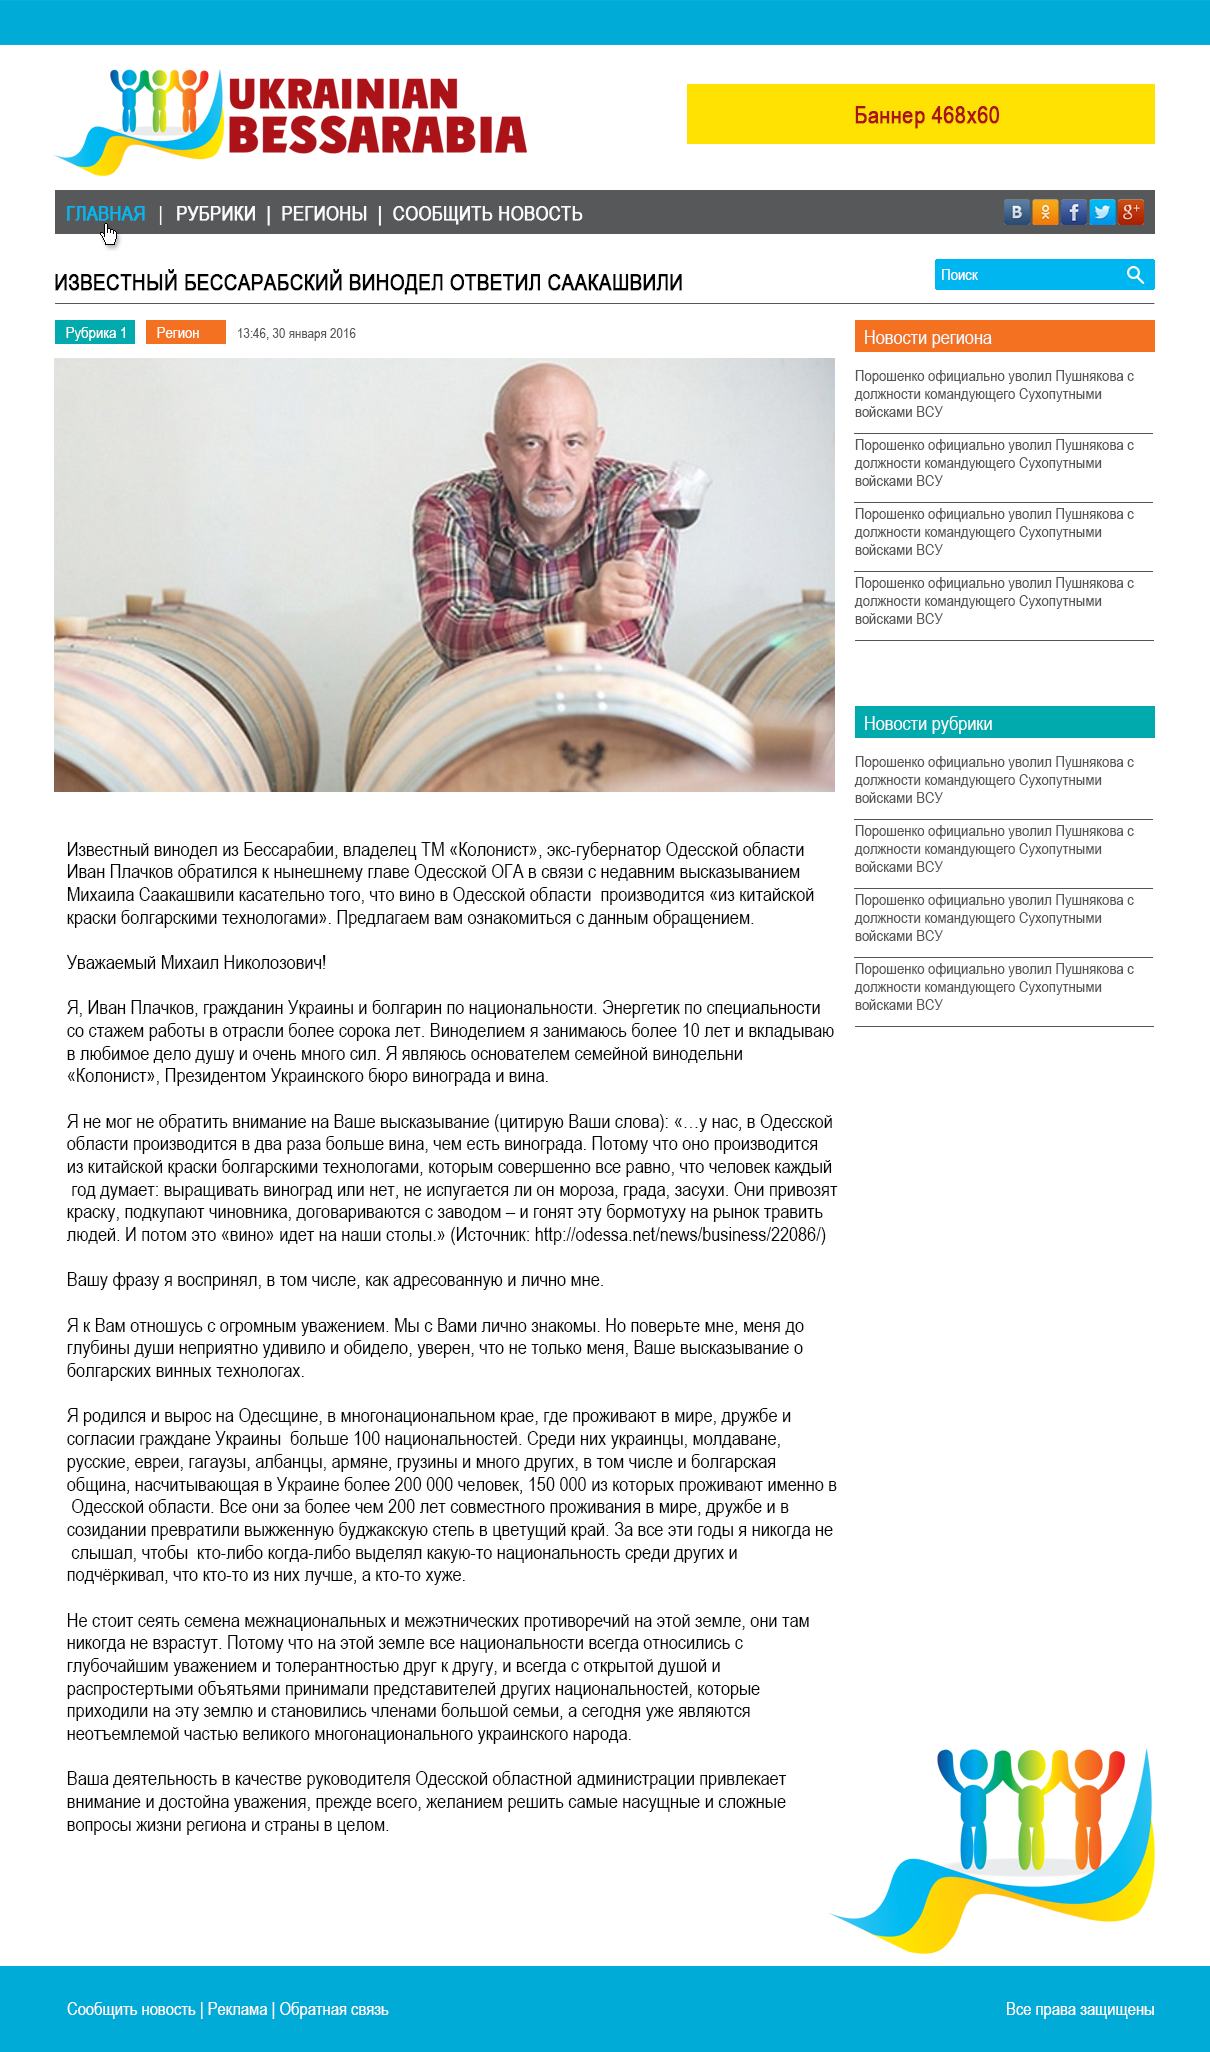 UKRAINIAN
BESSARABIA
Баннер 468x60
ГЛАВНАЯ | РУБРИКИ | РЕГИОНЫ | СООБЩИТЬ НОВОСТЬ
В f g+
ИЗВЕСТНЫЙ БЕССАРАБСКИЙ ВИНОДЕЛ ОТВЕТИЛ СААКАШВИЛИ
Поиск
Рубрика 1 Регион 13:46, 30 января 2016
Известный винодел из Бессарабии, владелец ТМ «Колонист», экс-губернатор Одесской области
Иван Плачков обратился к нынешнему главе Одесской ОГА в связи с недавним высказыванием
Михаила Саакашвили касательно того, что вино в Одесской области  производится «из китайской
краски болгарскими технологами». Предлагаем вам ознакомиться с данным обращением.
Уважаемый Михаил Николозович!
Я, Иван Плачков, гражданин Украины и болгарин по национальности. Энергетик по специальности
со стажем работы в отрасли более сорока лет. Виноделием я занимаюсь более 10 лет и вкладываю
в любимое дело душу и очень много сил. Я являюсь основателем семейной винодельни
«Колонист», Президентом Украинского бюро винограда и вина.
Я не мог не обратить внимание на Ваше высказывание (цитирую Ваши слова): «…у нас, в Одесской
области производится в два раза больше вина, чем есть винограда. Потому что оно производится
из китайской краски болгарскими технологами, которым совершенно все равно, что человек каждый
год думает: выращивать виноград или нет, не испугается ли он мороза, града, засухи. Они привозят
краску, подкупают чиновника, договариваются с заводом – и гонят эту бормотуху на рынок травить
людей. И потом это «вино» идет на наши столы.» (Источник: http://odessa.net/news/business/22086/)
Вашу фразу я воспринял, в том числе, как адресованную и лично мне.
Я к Вам отношусь с огромным уважением. Мы с Вами лично знакомы. Но поверьте мне, меня до
глубины души неприятно удивило и обидело, уверен, что не только меня, Ваше высказывание о
болгарских винных технологах.
Я родился и вырос на Одесщине, в многонациональном крае, где проживают в мире, дружбе и
согласии граждане Украины  больше 100 национальностей. Среди них украинцы, молдаване,
русские, евреи, гагаузы, албанцы, армяне, грузины и много других, в том числе и болгарская
община, насчитывающая в Украине более 200 000 человек, 150 000 из которых проживают именно в
Одесской области. Все они за более чем 200 лет совместного проживания в мире, дружбе и в
созидании превратили выжженную буджакскую степь в цветущий край. За все эти годы я никогда не
слышал, чтобы  кто-либо когда-либо выделял какую-то национальность среди других и
подчёркивал, что кто-то из них лучше, а кто-то хуже.
Не стоит сеять семена межнациональных и межэтнических противоречий на этой земле, они там
никогда не взрастут. Потому что на этой земле все национальности всегда относились с
глубочайшим уважением и толерантностью друг к другу, и всегда с открытой душой и
распростертыми объятьями принимали представителей других национальностей, которые
приходили на эту землю и становились членами большой семьи, а сегодня уже являются
неотъемлемой частью великого многонационального украинского народа.
Ваша деятельность в качестве руководителя Одесской областной администрации привлекает
внимание и достойна уважения, прежде всего, желанием решить самые насущные и сложные
вопросы жизни региона и страны в целом.
Новости региона
Порошенко официально уволил Пушнякова с
должности командующего Сухопутными
войсками ВСУ
Порошенко официально уволил Пушнякова с
должности командующего Сухопутными
войсками ВСУ
Порошенко официально уволил Пушнякова с
должности командующего Сухопутными
войсками ВСУ
Порошенко официально уволил Пушнякова с
должности командующего Сухопутными
войсками ВСУ
Новости рубрики
Порошенко официально уволил Пушнякова с
должности командующего Сухопутными
войсками ВСУ
Порошенко официально уволил Пушнякова с
должности командующего Сухопутными
войсками ВСУ
Порошенко официально уволил Пушнякова с
должности командующего Сухопутными
войсками ВСУ
Порошенко официально уволил Пушнякова с
должности командующего Сухопутными
войсками ВСУ
Сообщить новость | Реклама | Обратная связь
Все права защищены